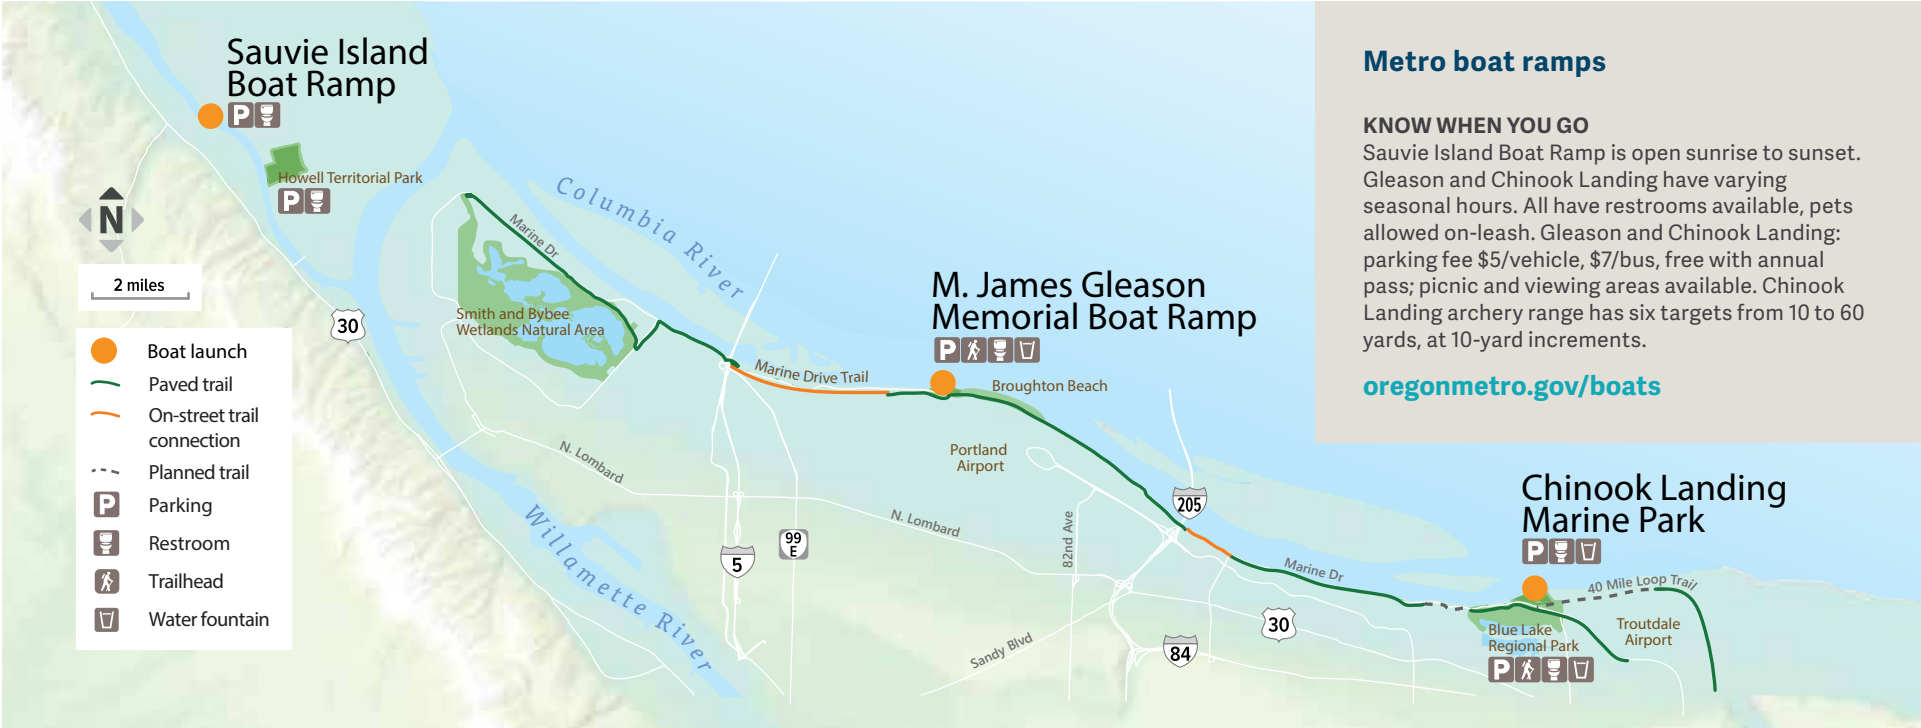 Sauvie Island
Boat Ramp
P
Howell Territorial Park
P
N
2 miles
Boat launch
Paved trail
On-street trail
connection
Planned trail
P
Parking
Restroom
Trailhead
Water fountain
30
Columbia River
Marine Dr
Smith and Bybee
Wetlands Natural Area
Marine Drive Trail
M. James Gleason
Memorial Boat Ramp
P
Broughton Beach
Portland
Airport
N. Lombard
N. Lombard
Willamette River
5
99
E
82nd Ave
205
Sandy Blvd
84
30
Marine Dr
Chinook Landing
Marine Park
P
40 Mile Loop Trail
Blue Lake
Regional Park
P
Troutdale
Airport
Metro boat ramps
KNOW WHEN YOU GO
Sauvie Island Boat Ramp is open sunrise to sunset.
Gleason and Chinook Landing have varying
seasonal hours. All have restrooms available, pets
allowed on-leash. Gleason and Chinook Landing:
parking fee $5/vehicle, $7/bus, free with annual
pass; picnic and viewing areas available. Chinook
Landing archery range has six targets from 10 to 60
yards, at 10-yard increments.
oregonmetro.gov/boats